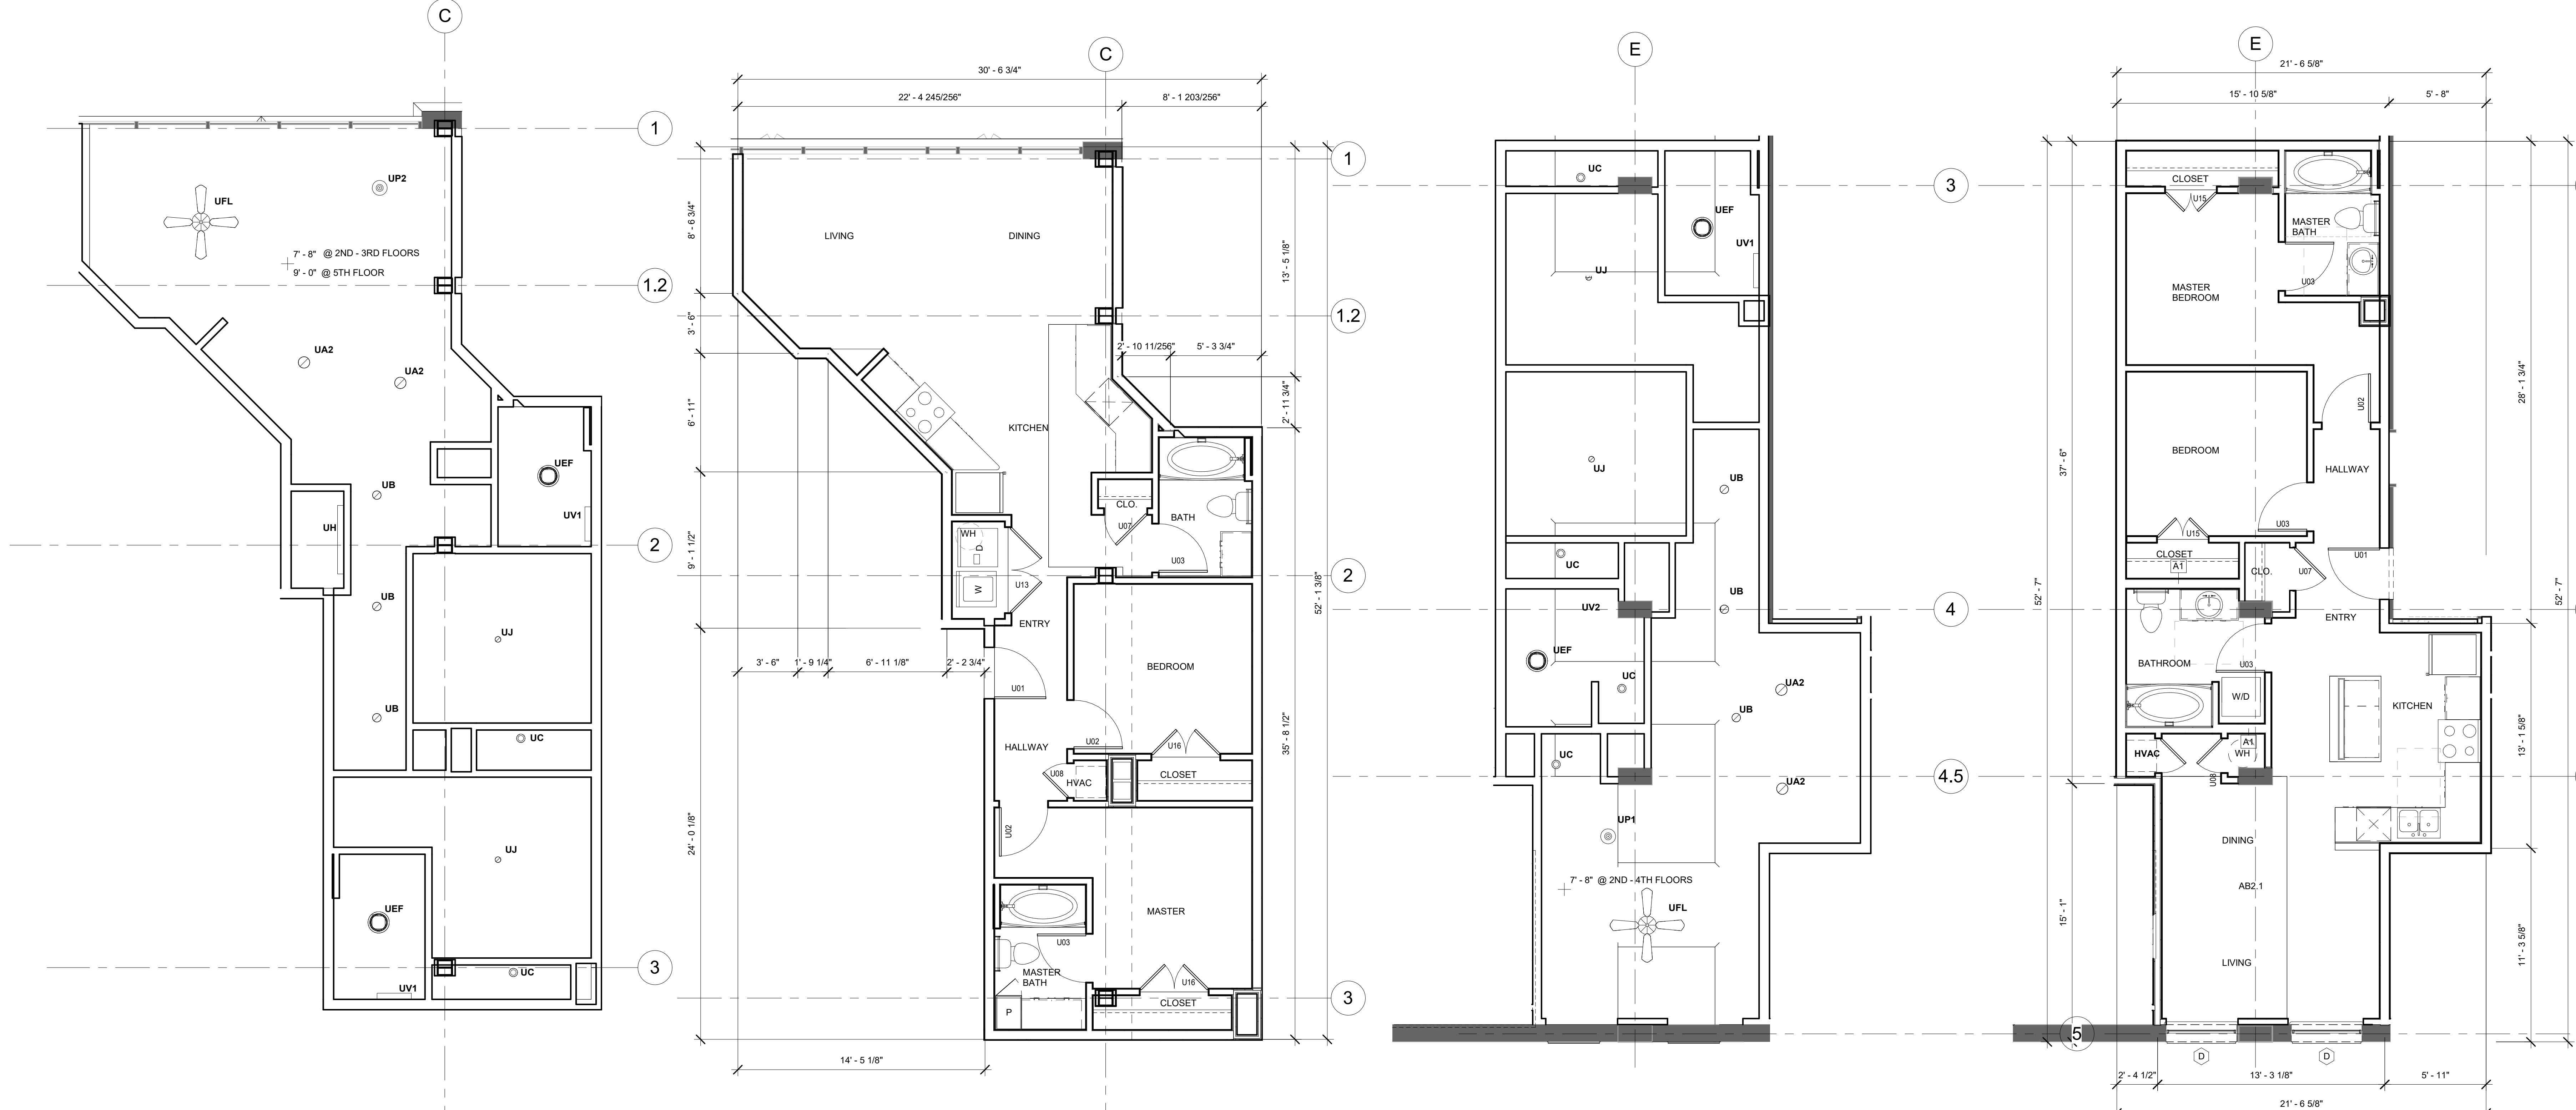 C
1
UP2
UFL
7' - 8" @ 2ND - 3RD FLOORS
9' - 0" @ 5TH FLOOR
1.2
UA2
UA2
UEF
UB
UV1
UH
2
UB
UJ
UB
UC
UJ
UEF
3
UC
UV1
C
30' - 6 3/4"
22' - 4 245/256"
8' - 1 203/256"
1
8' - 6 3/4"
LIVING
DINING
13' - 5 1/8"
1.2
3' - 6"
2' - 10 11/256"
5' - 3 3/4"
2' - 11 3/4"
6' - 11"
KITCHEN
CLO.
BATH
U07
WH
D
9' - 1 1/2"
U03
2
U13
W
52' - 1 3/8"
ENTRY
3' - 6"
1' - 9 1/4"
6' - 11 1/8"
2' - 2 3/4"
BEDROOM
U01
35' - 8 1/2"
HALLWAY
U02
U16
U08
HVAC
CLOSET
24' - 0 1/8"
U02
MASTER
U03
MASTER
BATH
U16
3
CLOSET
P
14' - 5 1/8"
E
UC
3
UEF
UV1
UJ
UJ
UB
UC
UV2
UB
4
UEF
UC
UA2
UB
UC
4.5
UA2
UP1
7' - 8" @ 2ND - 4TH FLOORS
UFL
E
21' - 6 5/8"
15' - 10 5/8"
5' - 8"
CLOSET
U15
MASTER
BATH
U03
MASTER
BEDROOM
28' - 1 3/4"
U02
BEDROOM
37' - 6"
HALLWAY
U03
U15
U01
CLOSET
A1
CLO.
U07
52' - 7"
52' - 7"
ENTRY
BATHROOM
U03
W/D
KITCHEN
13' - 1 5/8"
HVAC
A1
WH
U08
DINING
AB2.1
15' - 1"
11' - 3 5/8"
LIVING
5
D
D
2' - 4 1/2"
13' - 3 1/8"
5' - 11"
21' - 6 5/8"